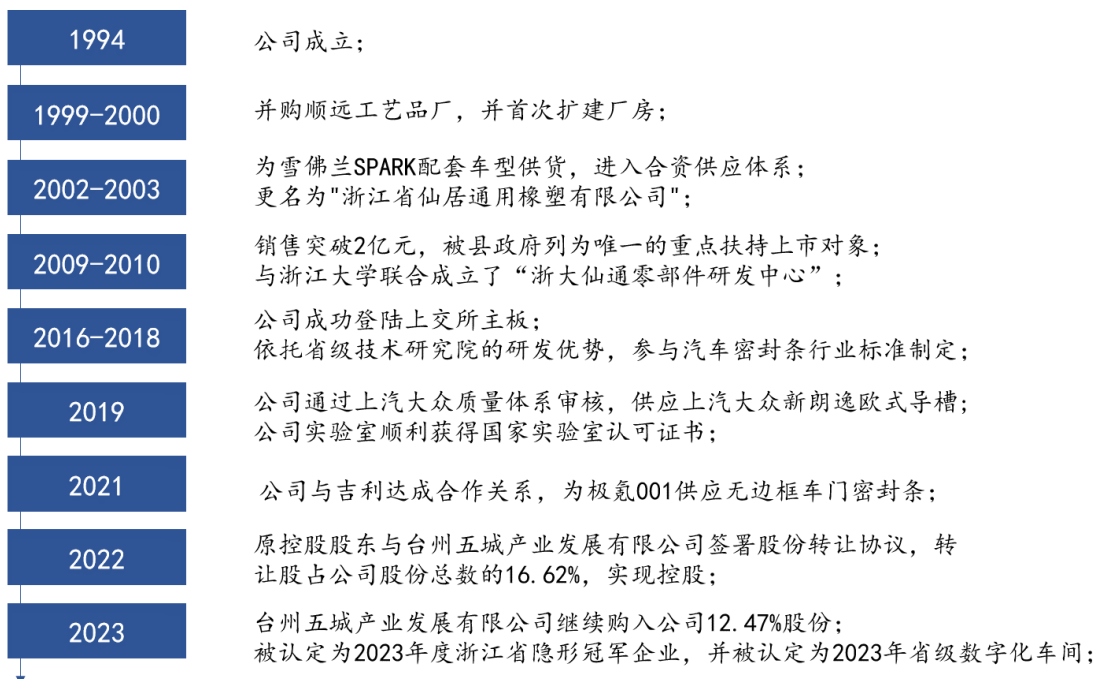 1994
公司成立;
1999-2000
并购顺远工艺品厂，并首次扩建厂房;
2002-2003
为雪佛兰SPARK配套车型供货，进入合资供应体系;
更名为"浙江省仙居通用橡塑有限公司";
2009-2010
销售突破2亿元，被县政府列为唯一的重点扶持上市对象;
与浙江大学联合成立了“浙大仙通零部件研发中心”;
2016-2018
公司成功登陆上交所主板;
依托省级技术研究院的研发优势，参与汽车密封条行业标准制定;
2019
公司通过上汽大众质量体系审核，供应上汽大众新朗逸欧式导槽;
公司实验室顺利获得国家实验室认可证书;
2021
公司与吉利达成合作关系，为极氪001供应无边框车门密封条;
2022
原控股股东与台州五城产业发展有限公司签署股份转让协议，转
让股占公司股份总数的16.62%，实现控股;
2023
台州五城产业发展有限公司继续购入公司12.47%股份;
被认定为2023年度浙江省隐形冠军企业，并被认定为2023年省级数字化车间;